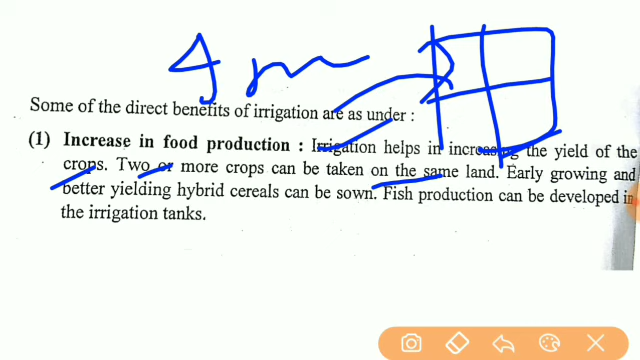 4 m
Some of the direct benefits of irrigation are as under :
(1) Increase in food production : Irrigation helps in increasing the yield of the
crops. Two or more crops can be taken on the same land. Early growing and
better yielding hybrid cereals can be sown. Fish production can be developed in
the irrigation tanks.